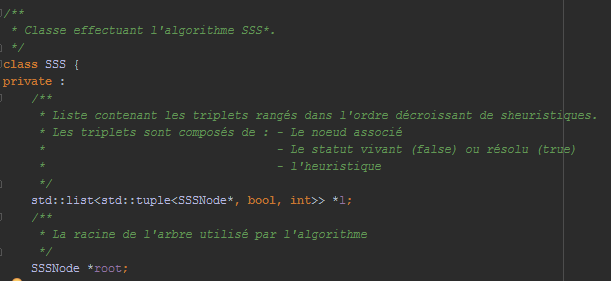 /**
 * Classe effectuant l'algorithme SSS*.
 */
class SSS {
private :
    /**
     * Liste contenant les triplets rangés dans l'ordre décroissant de sheuristiques.
     * Les triplets sont composés de : - Le noeud associé
     *                                 - Le statut vivant (false) ou résolu (true)
     *                                 - l'heuristique
     */
    std::list<std::tuple<SSSNode*, bool, int>> *l;
    /**
     * La racine de l'arbre utilisé par l'algorithme
     */
    SSSNode *root;